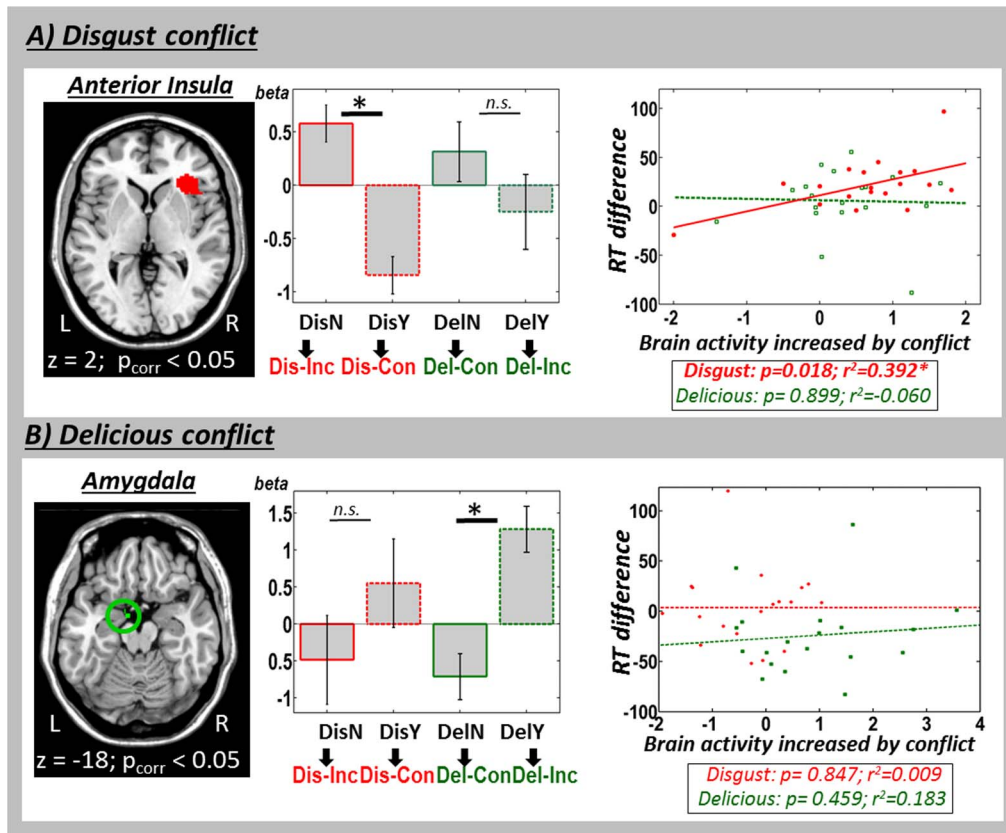 A) Disgust conflict
Anterior Insula
L R
z = 2; p_corr < 0.05
beta
0.5
0
-0.5
-1
*
n.s.
DisN DisY DelN DelY
Dis-Inc Dis-Con Del-Con Del-Inc
RT difference
100
50
0
-50
-100
-2 -1 0 1 2
Brain activity increased by conflict
Disgust: p=0.018; r²=0.392*
Delicious: p= 0.899; r²=-0.060
B) Delicious conflict
Amygdala
L R
z = -18; p_corr < 0.05
beta
1.5
1
0.5
0
0.5
-1
n.s.
*
DisN DisY DelN DelY
Dis-Inc Dis-Con Del-Con Del-Inc
RT difference
100
50
0
-50
-100
-2 -1 0 1 2 3 4
Brain activity increased by conflict
Disgust: p= 0.847; r²=0.009
Delicious: p= 0.459; r²=0.183